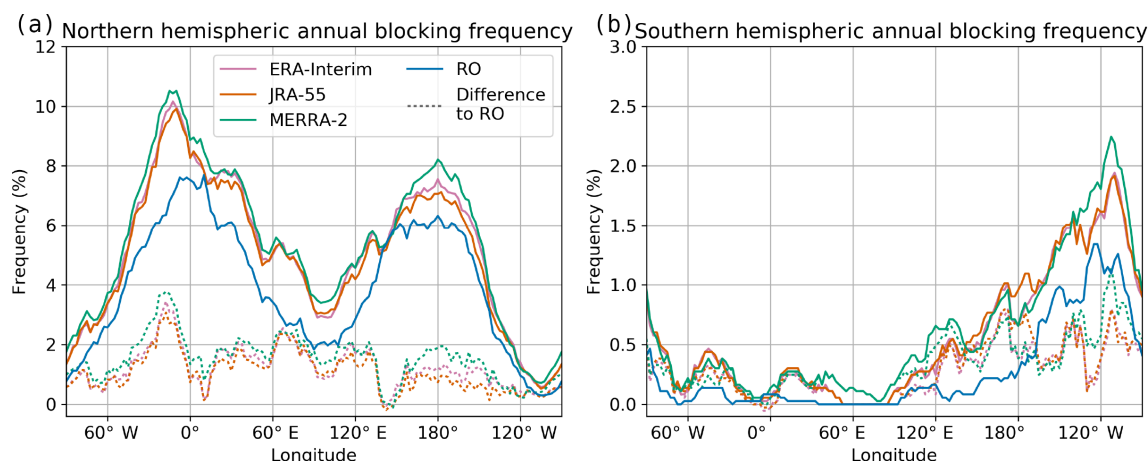 (a) Northern hemispheric annual blocking frequency
12
10
8
6
4
2
0
Frequency (%)
ERA-Interim
JRA-55
MERRA-2
RO
Difference
to RO
60° W
0°
60° E
120° E
180°
120° W
Longitude
(b) Southern hemispheric annual blocking frequency
3.0
2.5
2.0
1.5
1.0
0.5
0.0
Frequency (%)
60° W
0°
60° E
120° E
180°
120° W
Longitude